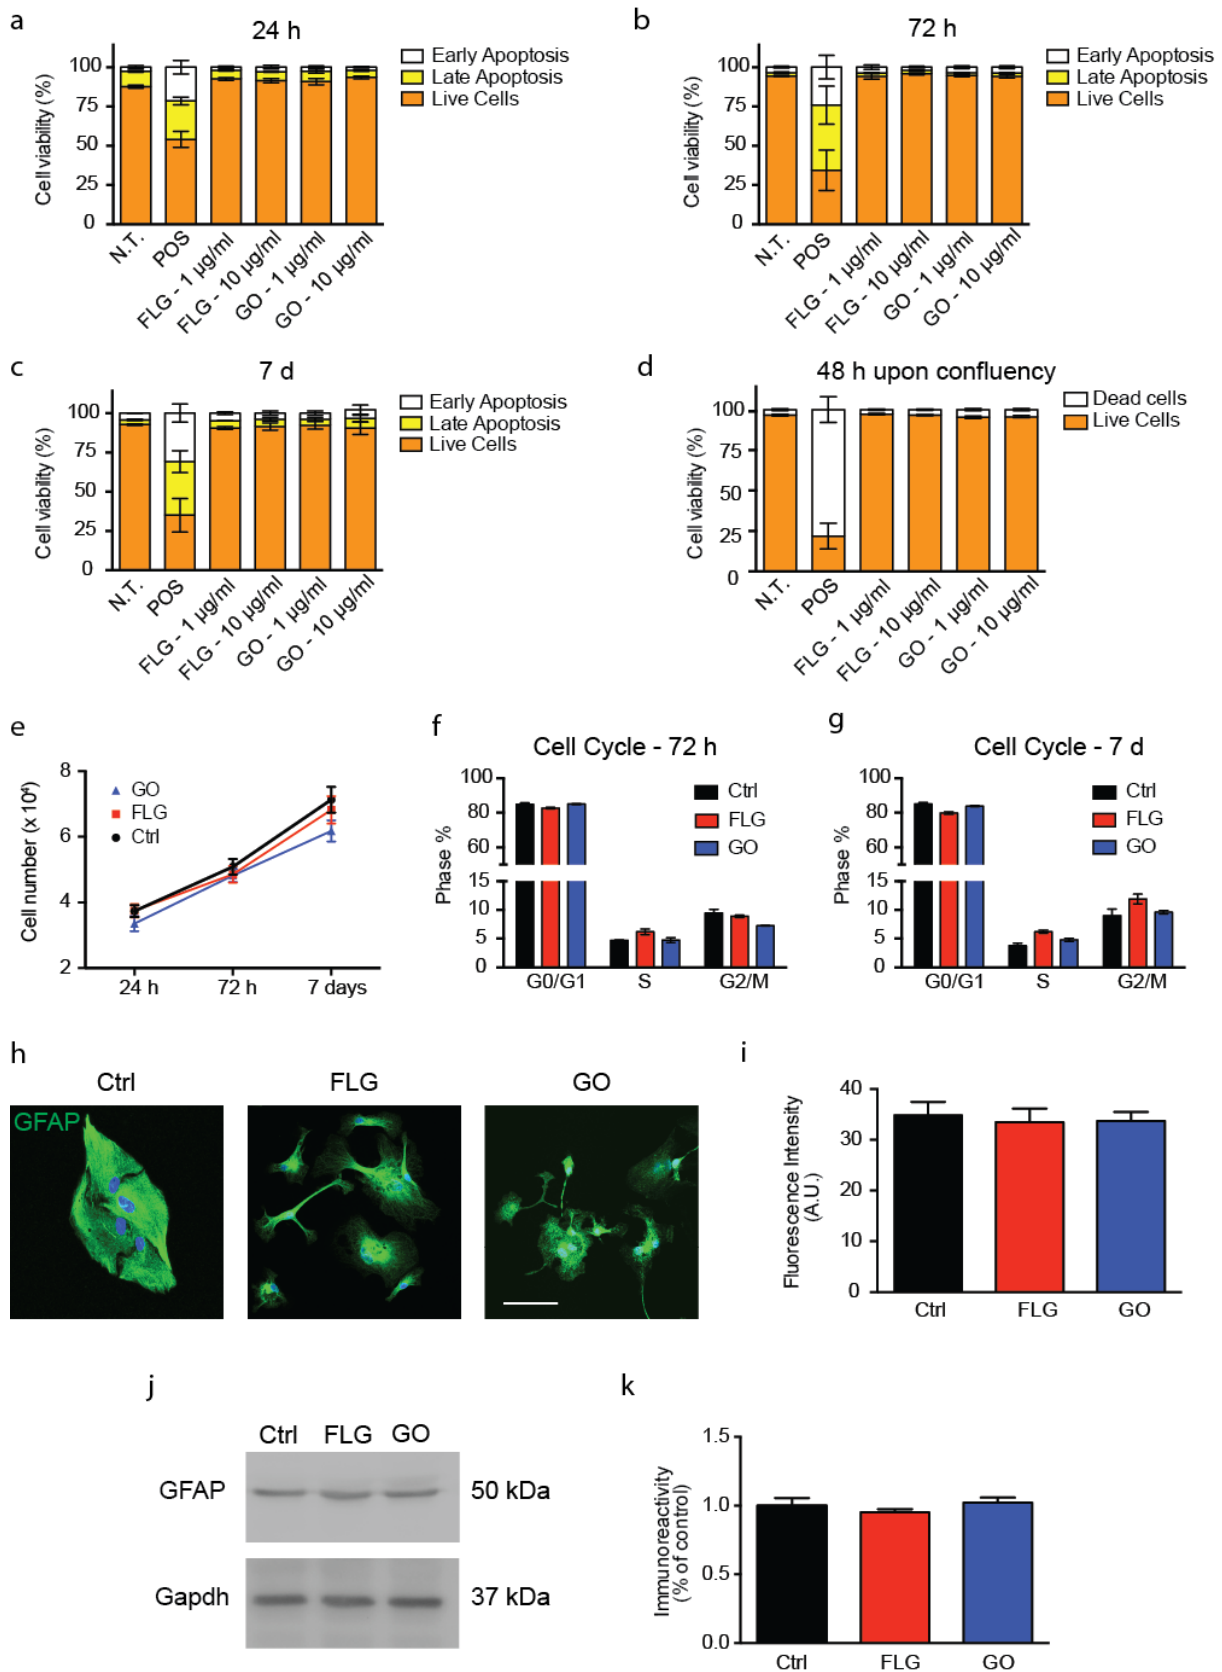 a
24 h
Cell viability (%)
100
75
50
25
0
N.T.
POS
FLG - 1 µg/ml
FLG - 10 µg/ml
GO - 1 µg/ml
GO - 10 µg/ml
Early Apoptosis
Late Apoptosis
Live Cells
b
72 h
Cell viability (%)
100
75
50
25
0
N.T.
POS
FLG - 1 µg/ml
FLG - 10 µg/ml
GO - 1 µg/ml
GO - 10 µg/ml
Early Apoptosis
Late Apoptosis
Live Cells
c
7 d
Cell viability (%)
100
75
50
25
0
N.T.
POS
FLG - 1 µg/ml
FLG - 10 µg/ml
GO - 1 µg/ml
GO - 10 µg/ml
Early Apoptosis
Late Apoptosis
Live Cells
d
48 h upon confluency
Cell viability (%)
100
75
50
25
0
N.T.
POS
FLG - 1 µg/ml
FLG - 10 µg/ml
GO - 1 µg/ml
GO - 10 µg/ml
Dead cells
Live Cells
e
Cell number (x 10⁴)
8
6
4
2
GO
FLG
Ctrl
24 h
72 h
7 days
f
Cell Cycle - 72 h
Phase %
100
80
60
15
10
5
0
Ctrl
FLG
GO
G0/G1
S
G2/M
g
Cell Cycle - 7 d
Phase %
100
80
60
15
10
5
0
Ctrl
FLG
GO
G0/G1
S
G2/M
h
Ctrl
FLG
GO
GFAP
i
Fluorescence Intensity
(A.U.)
40
30
20
10
0
Ctrl
FLG
GO
j
Ctrl
FLG
GO
GFAP
50 kDa
Gapdh
37 kDa
k
Immunoreactivity
(% of control)
1.5
1.0
0.5
0.0
Ctrl
FLG
GO